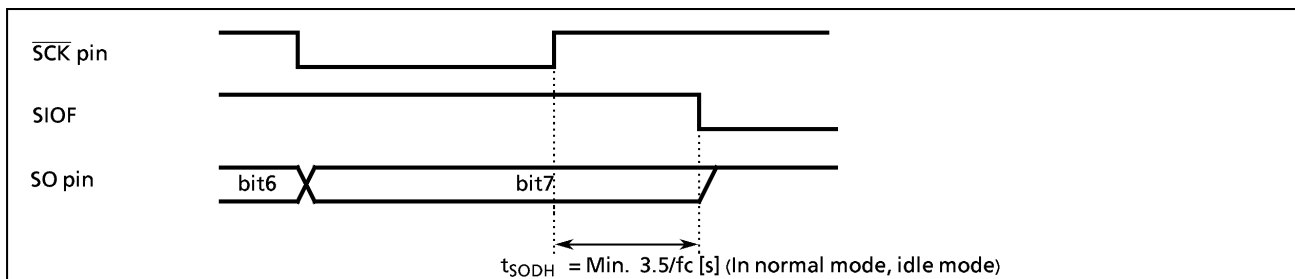 SCK pin
SIOF
SO pin bit6 bit7
tSODH = Min. 3.5/fc [s] (In normal mode, idle mode)